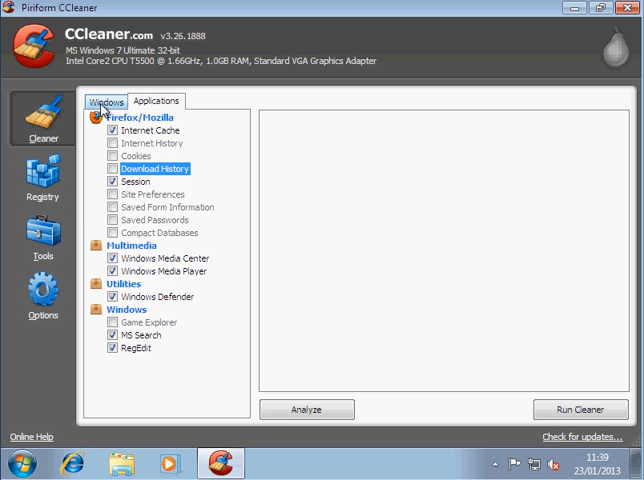 Piriform CCleaner
CCleaner.com v3.26.1888
MS Windows 7 Ultimate 32-bit
Intel Core2 CPU T5500 @ 1.66GHz, 1.0GB RAM, Standard VGA Graphics Adapter
Windows Applications
Cleaner
Registry
Tools
Options
Firefox/Mozilla
Internet Cache
Internet History
Cookies
Download History
Session
Site Preferences
Saved Form Information
Saved Passwords
Compact Databases
Multimedia
Windows Media Center
Windows Media Player
Utilities
Windows Defender
Windows
Game Explorer
MS Search
RegEdit
Analyze
Run Cleaner
Online Help
Check for updates...
11:39
23/01/2013